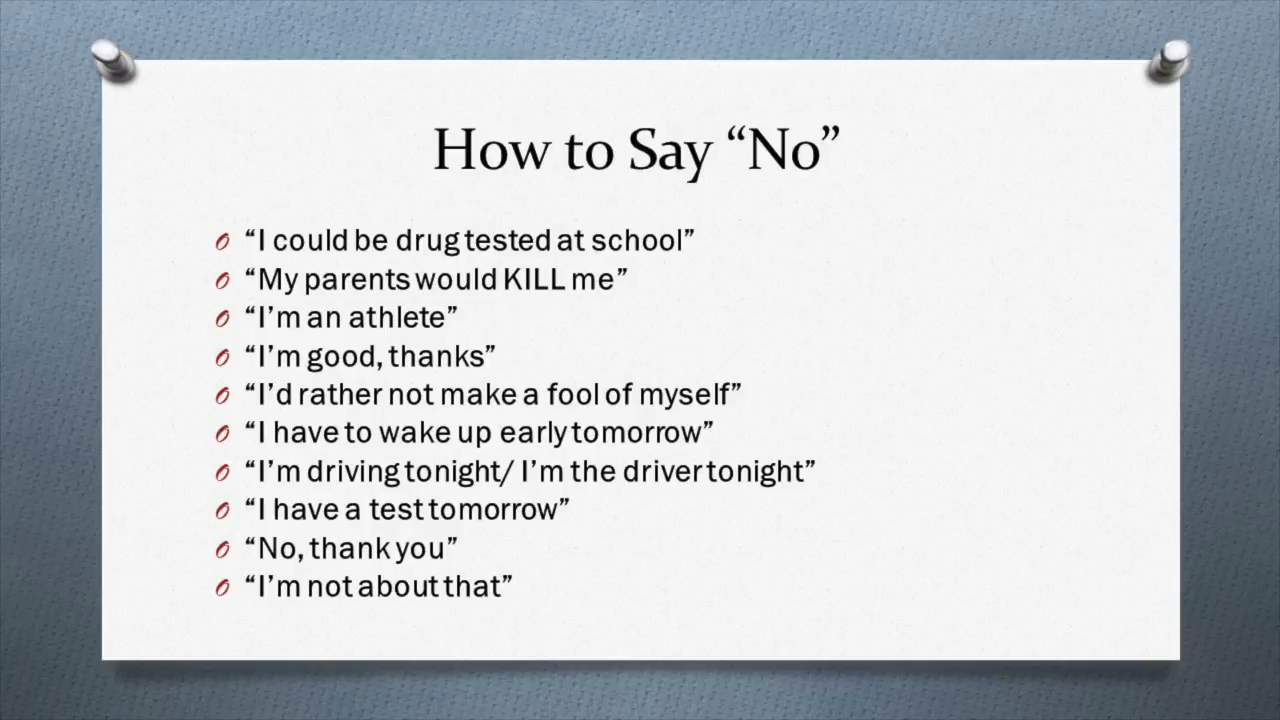 How to Say “No”
“I could be drug tested at school”
“My parents would KILL me”
“I’m an athlete”
“I’m good, thanks”
“I’d rather not make a fool of myself”
“I have to wake up early tomorrow”
“I’m driving tonight/ I’m the driver tonight”
“I have a test tomorrow”
“No, thank you”
“I’m not about that”